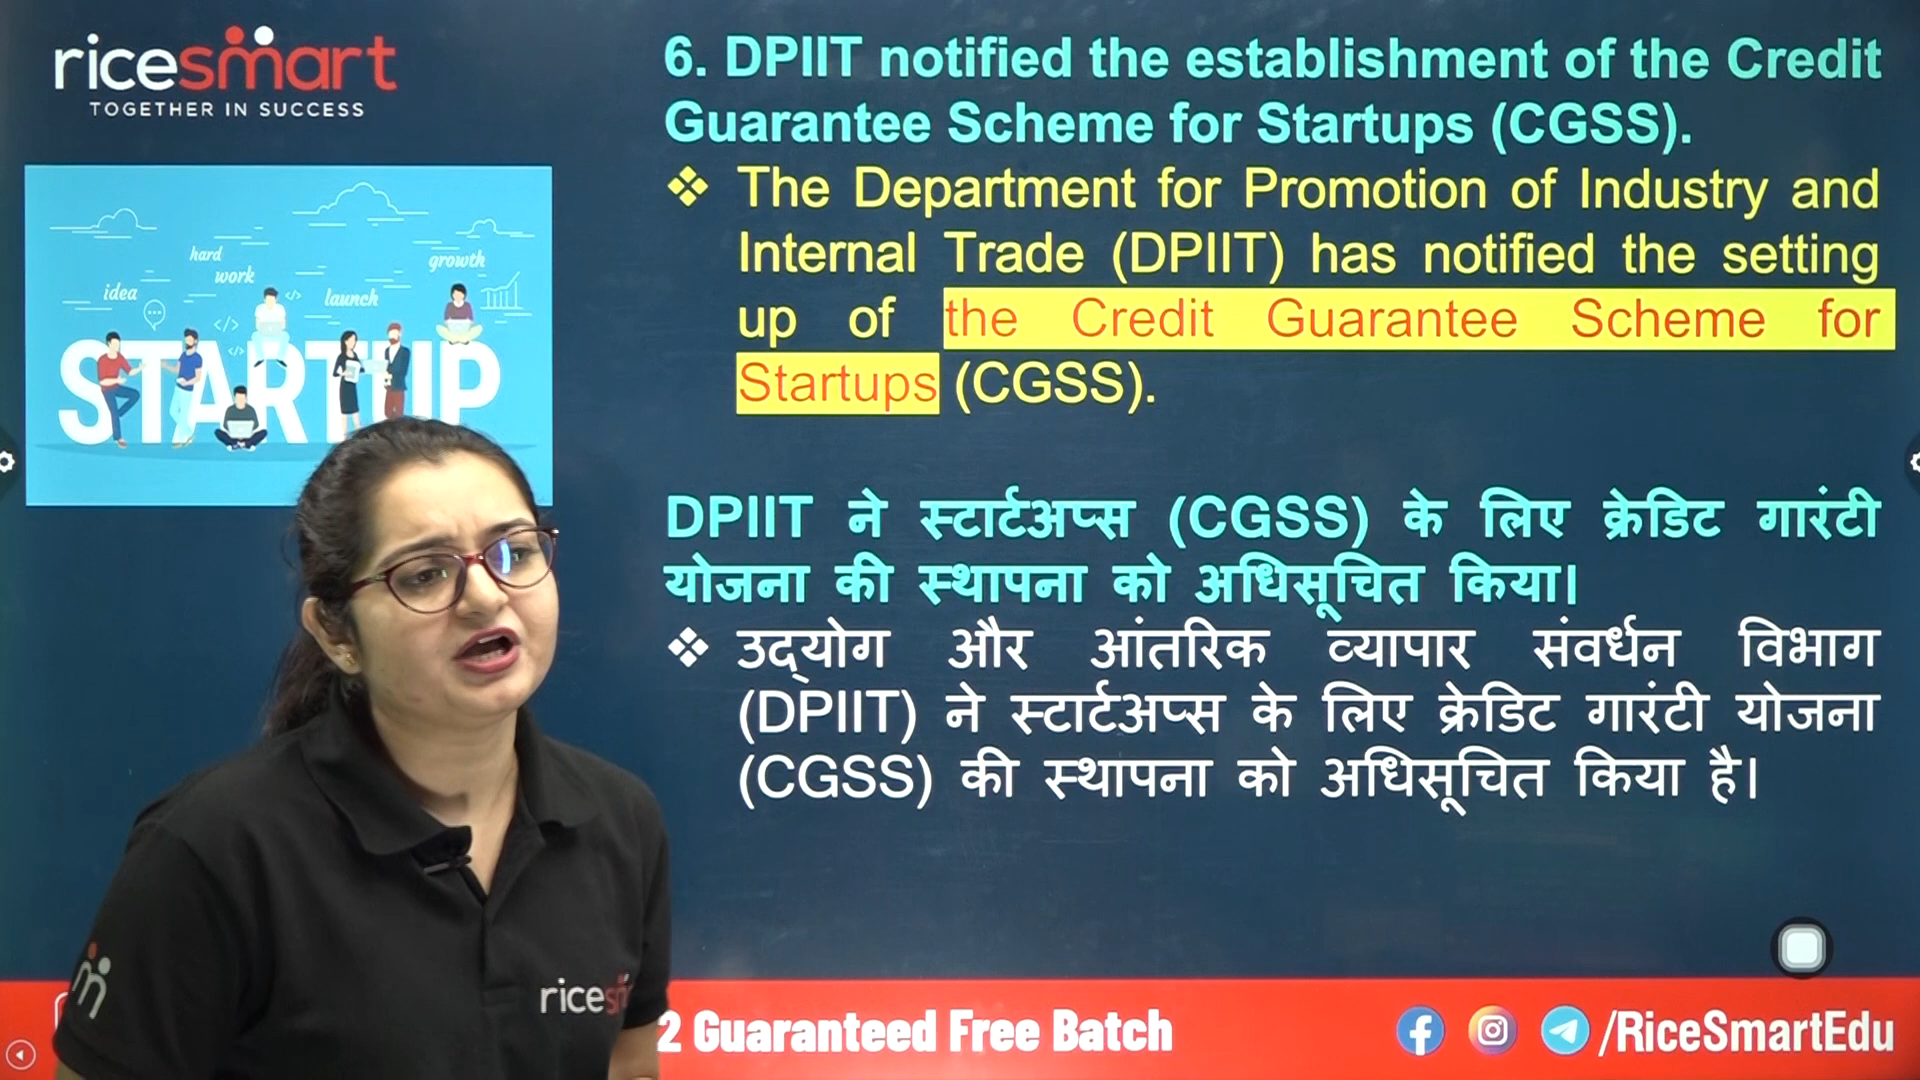 ricesmart
TOGETHER IN SUCCESS
hard
work
growth
idea
launch
STARTUP
6. DPIIT notified the establishment of the Credit
Guarantee Scheme for Startups (CGSS).
❖ The Department for Promotion of Industry and
Internal Trade (DPIIT) has notified the setting
up of the Credit Guarantee Scheme for
Startups (CGSS).
DPIIT ने स्टार्टअप्स (CGSS) के लिए क्रेडिट गारंटी
योजना की स्थापना को अधिसूचित किया।
❖ उद्योग और आंतरिक व्यापार संवर्धन विभाग
(DPIIT) ने स्टार्टअप्स के लिए क्रेडिट गारंटी योजना
(CGSS) की स्थापना को अधिसूचित किया है।
rices
2 Guaranteed Free Batch
/RiceSmartEdu